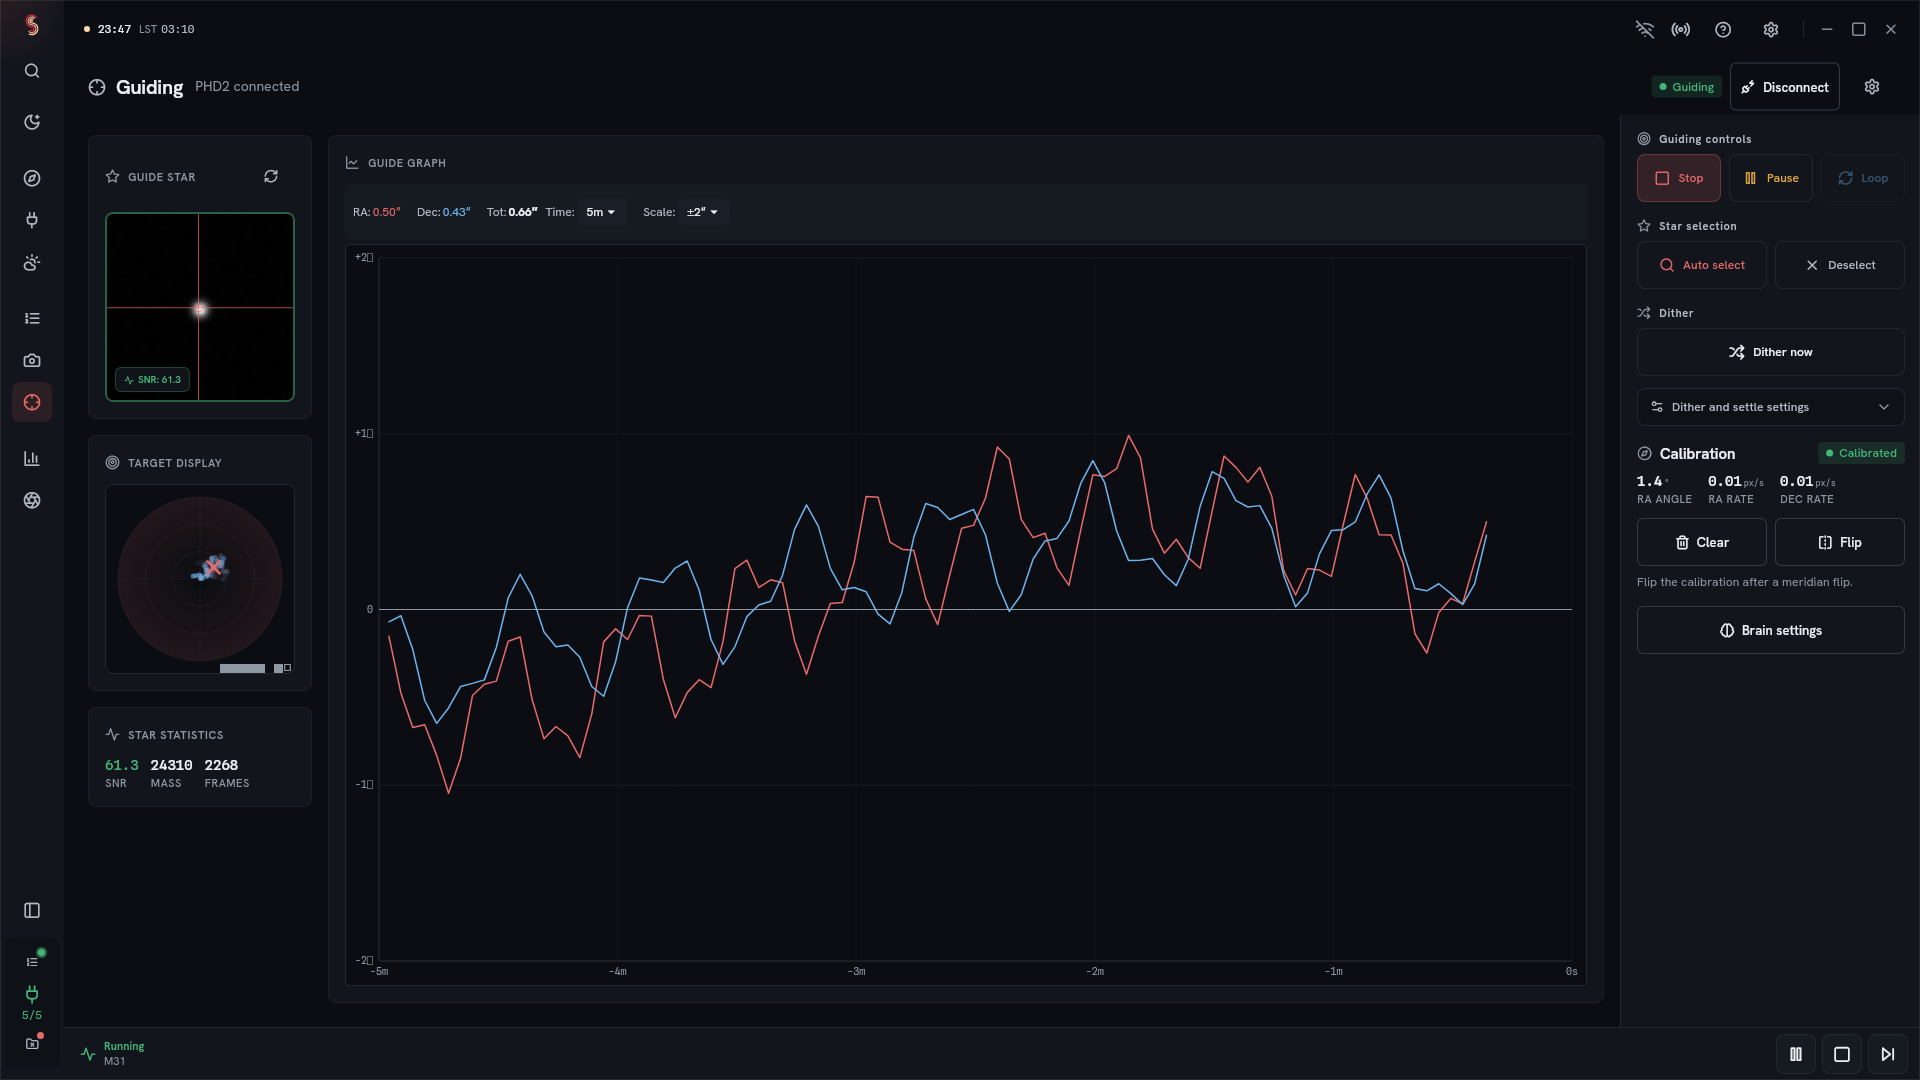 23:47 LST 03:10
Guiding PHD2 connected
Guiding
Disconnect
GUIDE STAR
SNR: 61.3
TARGET DISPLAY
STAR STATISTICS
61.3 24310 2268
SNR MASS FRAMES
GUIDE GRAPH
RA: 0.50″ Dec: 0.43″ Tot: 0.66″ Time: 5m Scale: ±2″
+2
+1
0
-1
-2
-5m -4m -3m -2m -1m 0s
Guiding controls
Stop Pause Loop
Star selection
Auto select Deselect
Dither
Dither now
Dither and settle settings
Calibration Calibrated
1.4° 0.01px/s 0.01px/s
RA ANGLE RA RATE DEC RATE
Clear Flip
Flip the calibration after a meridian flip.
Brain settings
5/5
Running
M31